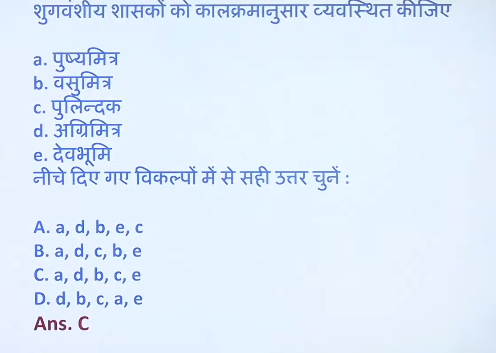 शुगवंशीय शासकों को कालक्रमानुसार व्यवस्थित कीजिए
a. पुष्यमित्र
b. वसुमित्र
c. पुलिन्दक
d. अग्निमित्र
e. देवभूमि
नीचे दिए गए विकल्पों में से सही उत्तर चुनें :
A. a, d, b, e, c
B. a, d, c, b, e
C. a, d, b, c, e
D. d, b, c, a, e
Ans. C